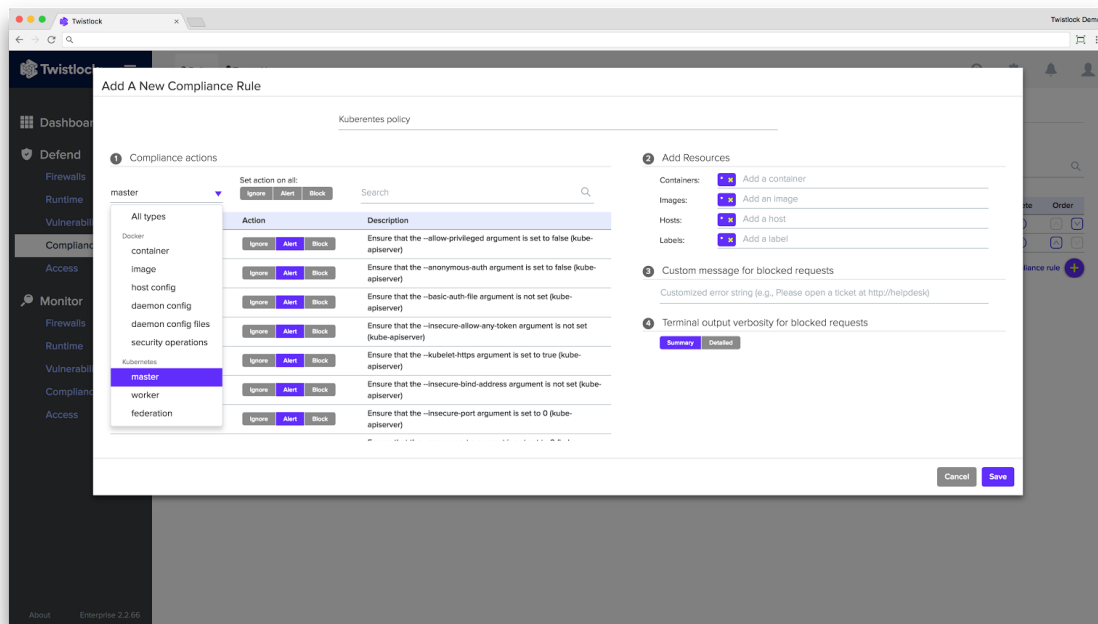 Twistlock
Twistlock Dem
Twistlock
Add A New Compliance Rule
Kuberentes policy
1 Compliance actions
master
Set action on all:
Ignore Alert Block
Search
Action Description
All types
Docker
container
image
host config
daemon config
daemon config files
security operations
Kubernetes
master
worker
federation
Ignore Alert Block
Ensure that the --allow-privileged argument is set to false (kube-
apiserver)
Ignore Alert Block
Ensure that the --anonymous-auth argument is set to false (kube-
apiserver)
Ignore Alert Block
Ensure that the --basic-auth-file argument is not set (kube-
apiserver)
Ignore Alert Block
Ensure that the --insecure-allow-any-token argument is not set
(kube-apiserver)
Ignore Alert Block
Ensure that the --kubelet-https argument is set to true (kube-
apiserver)
Ignore Alert Block
Ensure that the --insecure-bind-address argument is not set (kube-
apiserver)
Ignore Alert Block
Ensure that the --insecure-port argument is set to 0 (kube-
apiserver)
2 Add Resources
Containers: * Add a container
Images: * Add an image
Hosts: * Add a host
Labels: * Add a label
3 Custom message for blocked requests
Customized error string (e.g., Please open a ticket at http://helpdesk)
4 Terminal output verbosity for blocked requests
Summary Detailed
Cancel Save
Dashboar
Defend
Firewalls
Runtime
Vulnerabil
Complianc
Access
Monitor
Firewalls
Runtime
Vulnerabil
Complianc
Access
About Enterprise 2.2.66
ete Order
liance rule